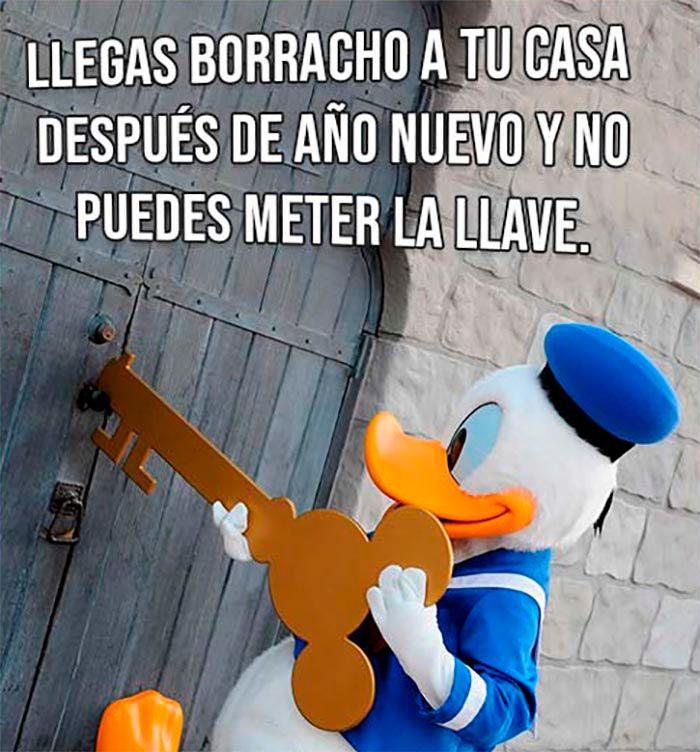 LLEGAS BORRACHO A TU CASA
DESPUÉS DE AÑO NUEVO Y NO
PUEDES METER LA LLAVE.